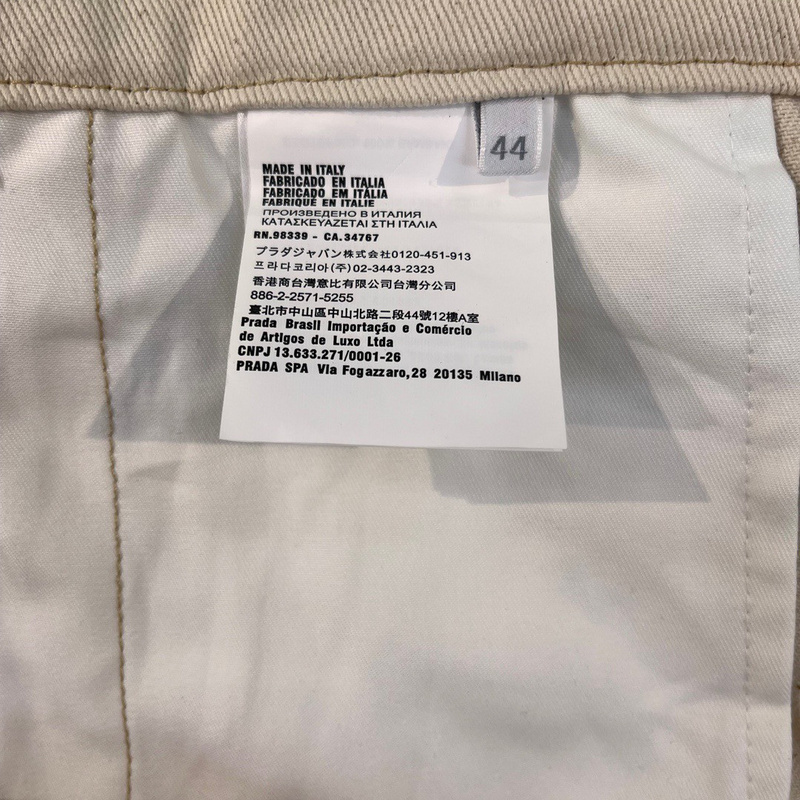 44
MADE IN ITALY
FABRICADO EN ITALIA
FABRICADO EM ITÁLIA
FABRIQUÉ EN ITALIE
ПРОИЗВЕДЕНО В ИТАЛИЯ
ΚΑΤΑΣΚΕΥΑΖΕΤΑΙ ΣΤΗ ΙΤΑΛΙΑ
RN.98339 - CA.34767
プラダジャパン株式会社0120-451-913
프라다코리아(주)02-3443-2323
香港商台灣意比有限公司台灣分公司
886-2-2571-5255
臺北市中山區中山北路二段44號12樓A室
Prada Brasil Importação e Comércio
de Artigos de Luxo Ltda
CNPJ 13.633.271/0001-26
PRADA SPA Via Fogazzaro,28 20135 Milano